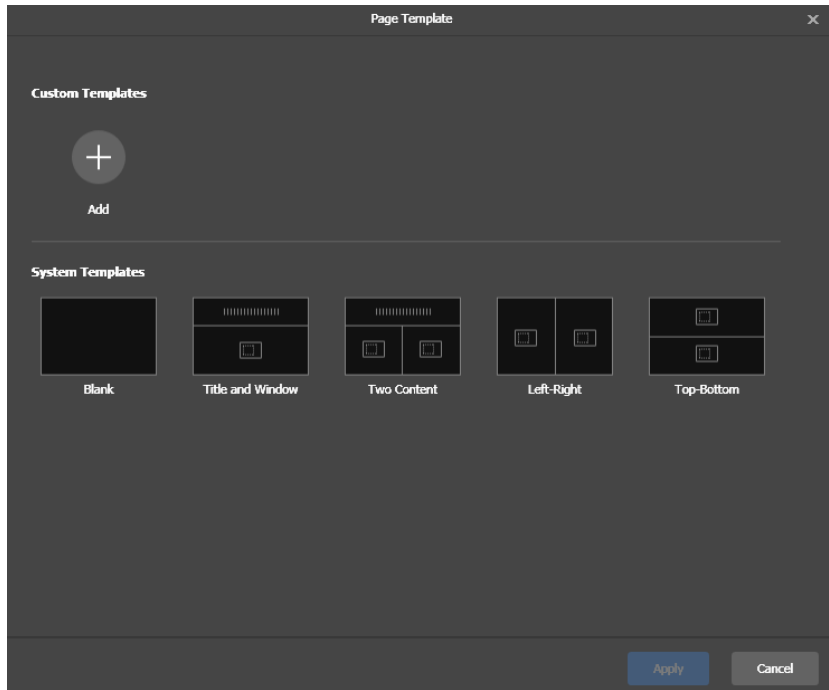 Page Template
Custom Templates
Add
System Templates
Blank
Title and Window
Two Content
Left-Right
Top-Bottom
Apply
Cancel